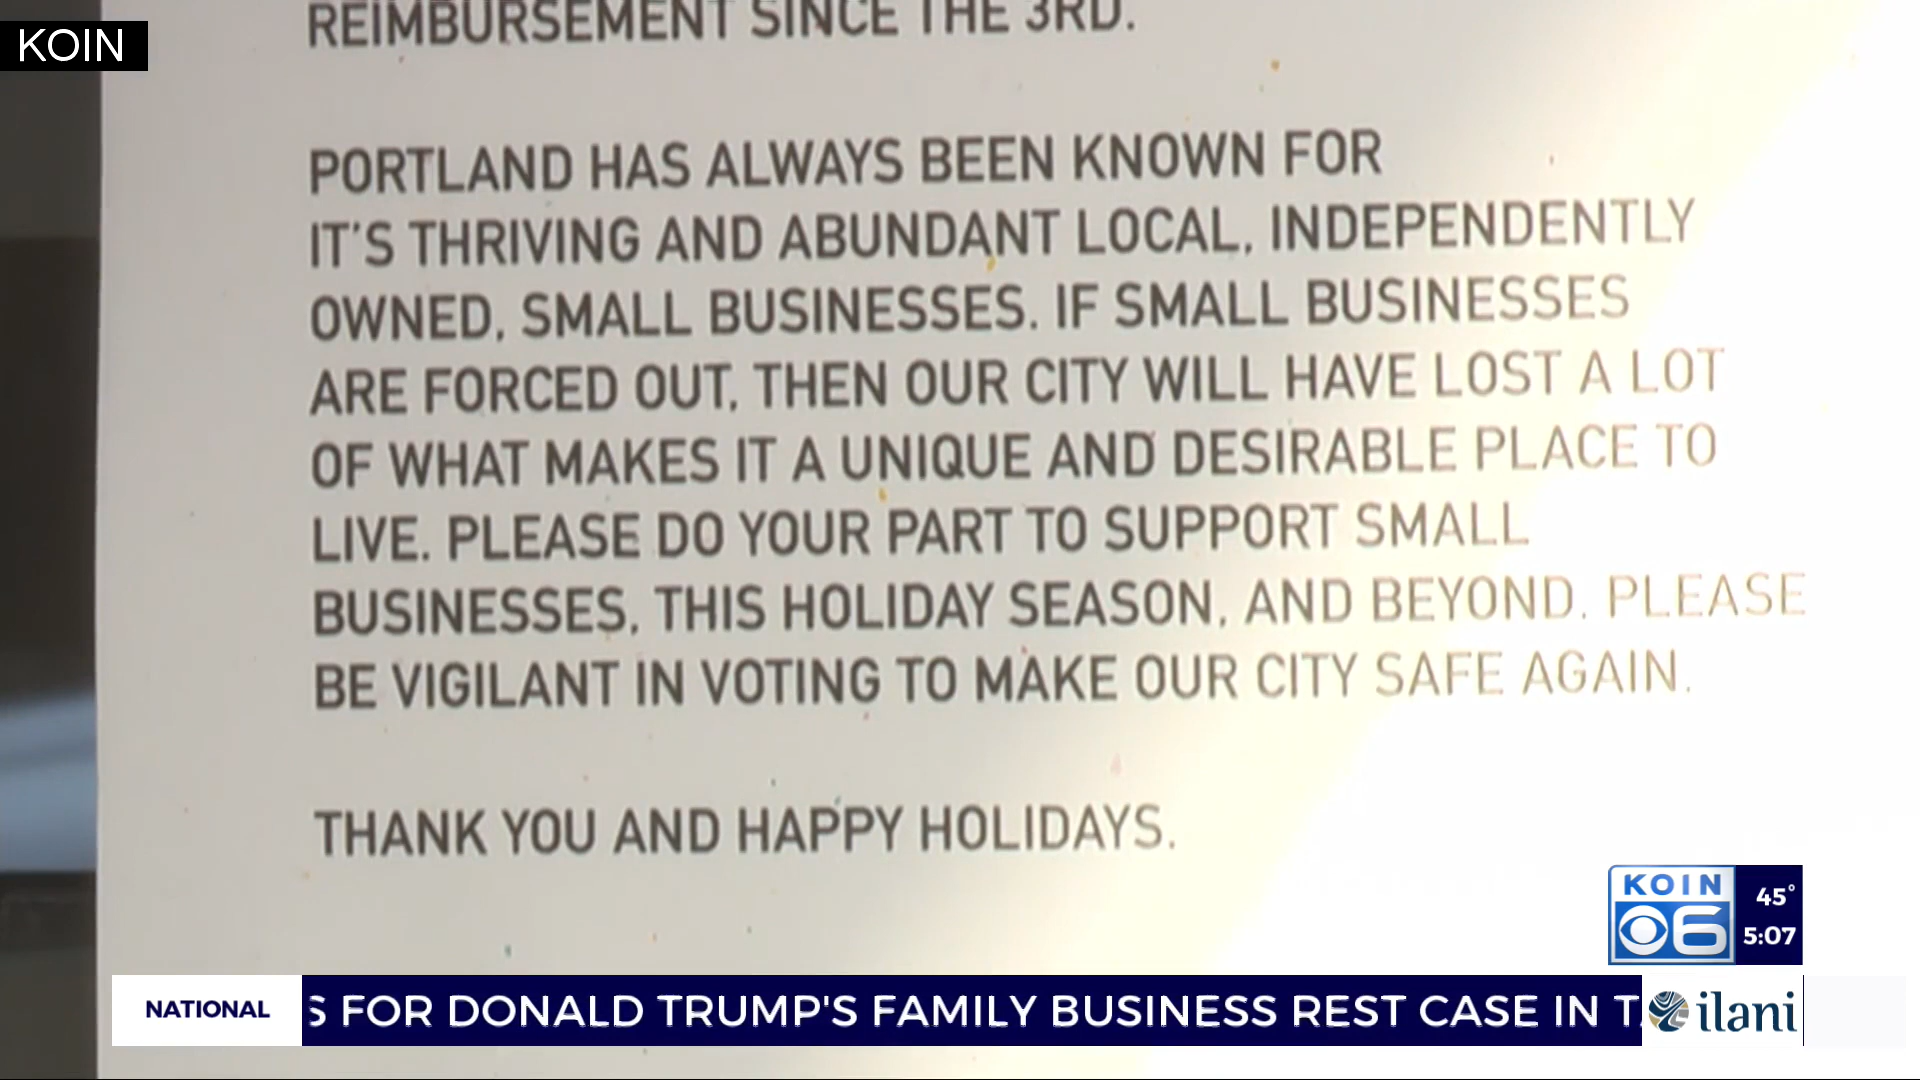 KOIN
REIMBURSEMENT SINCE THE 3RD.
PORTLAND HAS ALWAYS BEEN KNOWN FOR
IT'S THRIVING AND ABUNDANT LOCAL, INDEPENDENTLY
OWNED, SMALL BUSINESSES. IF SMALL BUSINESSES
ARE FORCED OUT, THEN OUR CITY WILL HAVE LOST A LOT
OF WHAT MAKES IT A UNIQUE AND DESIRABLE PLACE TO
LIVE. PLEASE DO YOUR PART TO SUPPORT SMALL
BUSINESSES, THIS HOLIDAY SEASON, AND BEYOND. PLEASE
BE VIGILANT IN VOTING TO MAKE OUR CITY SAFE AGAIN.
THANK YOU AND HAPPY HOLIDAYS.
KOIN
6
45°
5:07
NATIONAL
S FOR DONALD TRUMP'S FAMILY BUSINESS REST CASE IN T
ilani